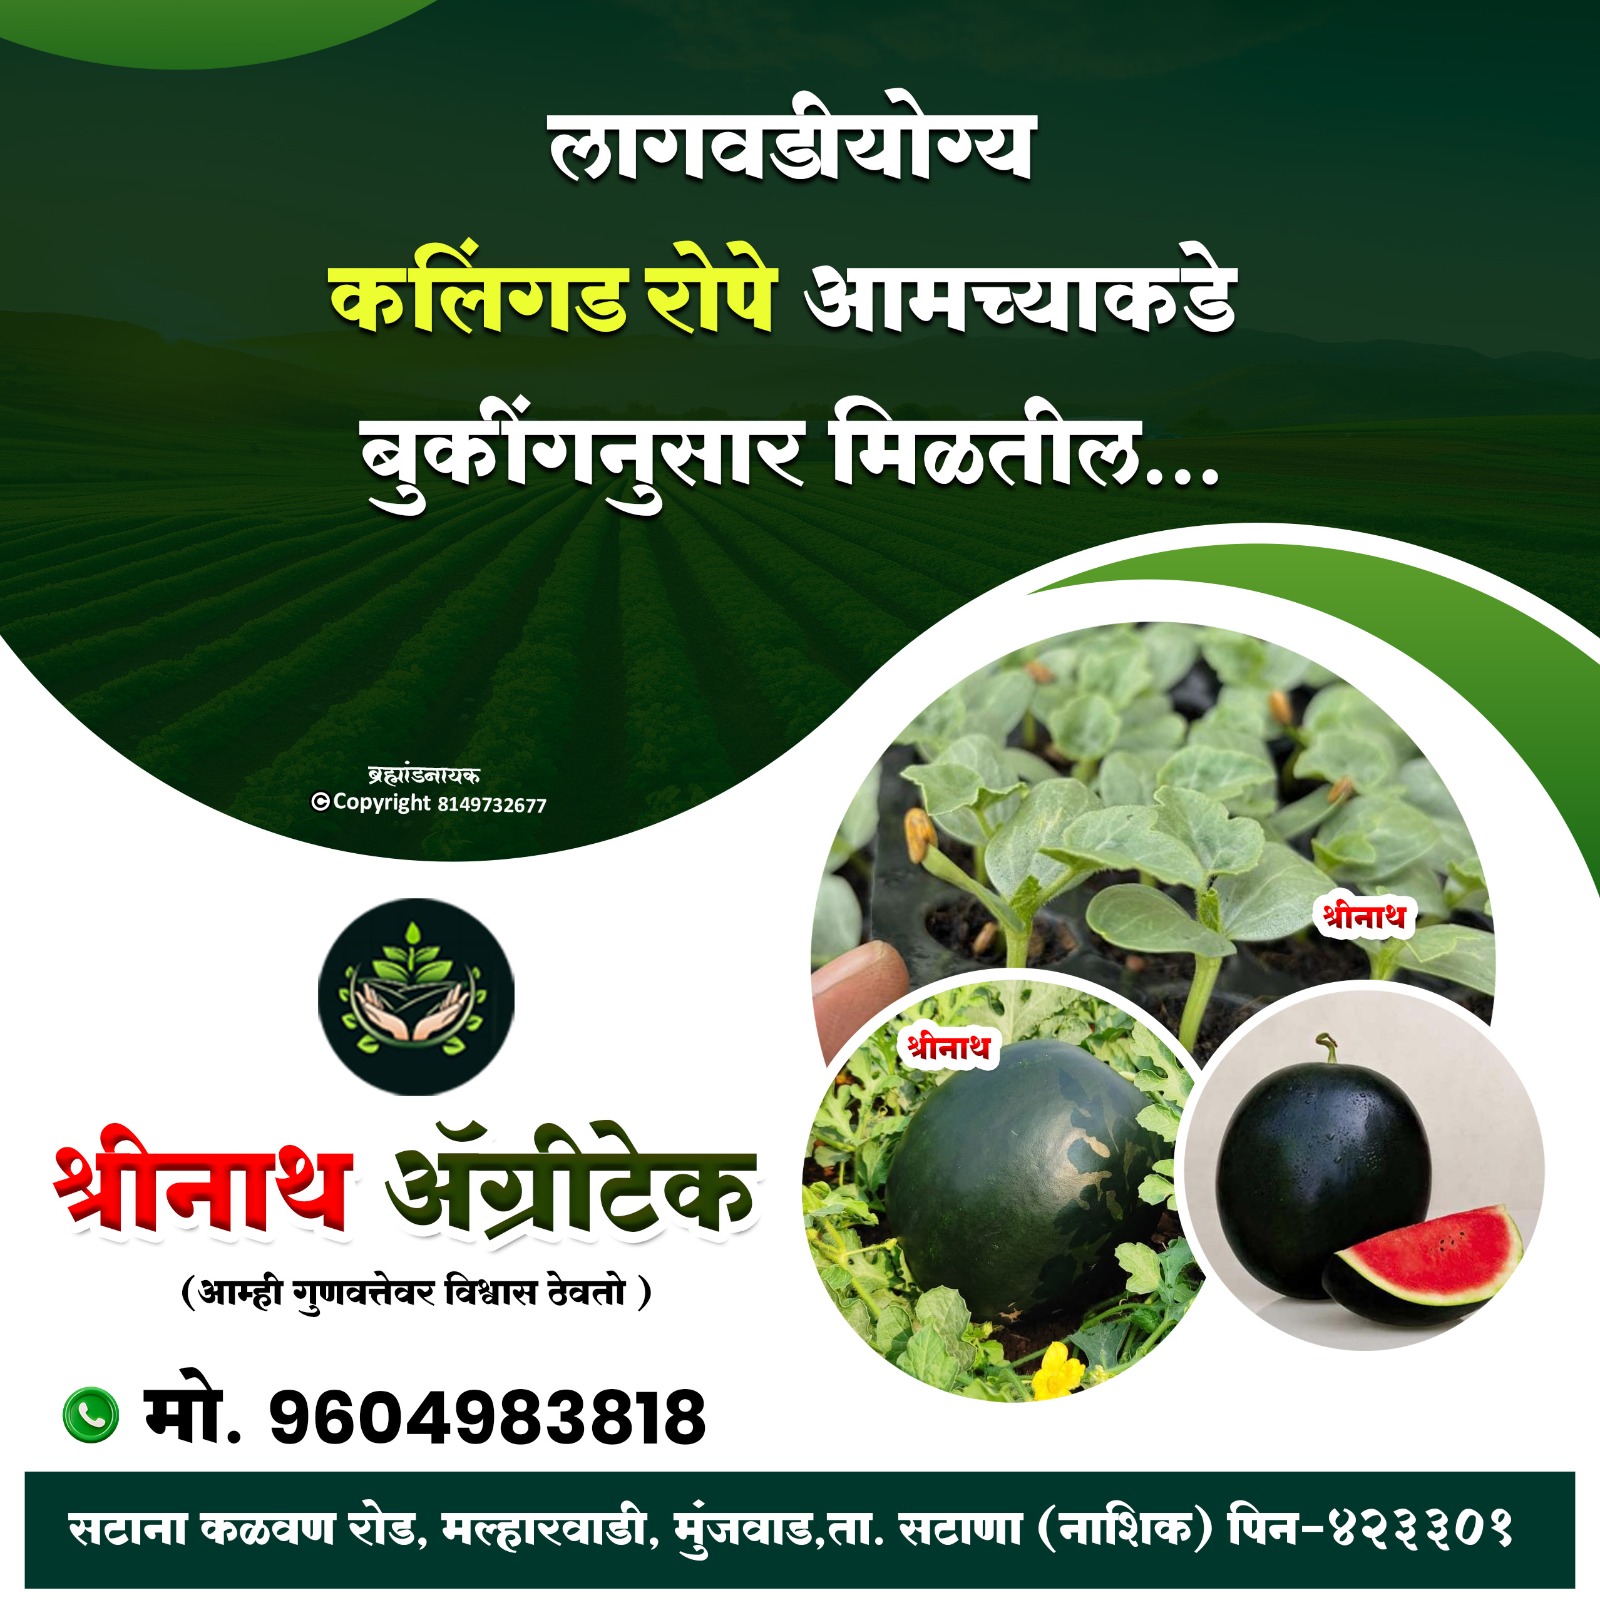 लागवडीयोग्य
कलिंगड रोपे आमच्याकडे
बुकींगनुसार मिळतील...
ब्रह्मांडनायक
©Copyright 8149732677
श्रीनाथ
श्रीनाथ
श्रीनाथ ॲग्रीटेक
(आम्ही गुणवत्तेवर विश्वास ठेवतो )
मो. 9604983818
सटाना कळवण रोड, मल्हारवाडी, मुंजवाड,ता. सटाणा (नाशिक) पिन-४२३३०१